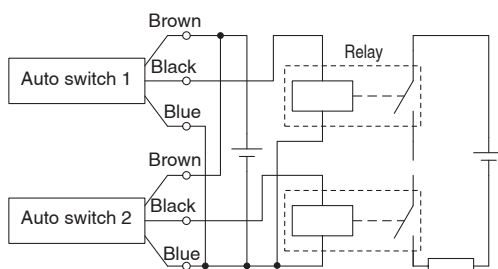 Brown
Auto switch 1
Black
Blue
Relay
Brown
Auto switch 2
Black
Blue